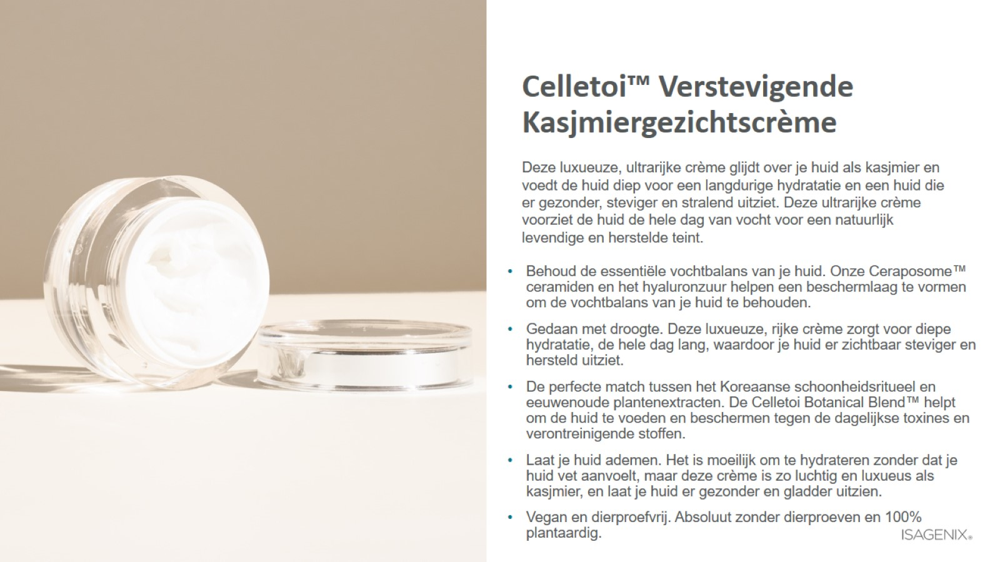 Celletoi™ Verstevigende
Kasjmiergezichtscrème
Deze luxueuze, ultrarijke crème glijdt over je huid als kasjmier en
voedt de huid diep voor een langdurige hydratatie en een huid die
er gezonder, steviger en stralend uitziet. Deze ultrarijke crème
voorziet de huid de hele dag van vocht voor een natuurlijk
levendige en herstelde teint.
• Behoud de essentiële vochtbalans van je huid. Onze Ceraposome™
ceramiden en het hyaluronzuur helpen een beschermlaag te vormen
om de vochtbalans van je huid te behouden.
• Gedaan met droogte. Deze luxueuze, rijke crème zorgt voor diepe
hydratatie, de hele dag lang, waardoor je huid er zichtbaar steviger en
hersteld uitziet.
• De perfecte match tussen het Koreaanse schoonheidsritueel en
eeuwenoude plantenextracten. De Celletoi Botanical Blend™ helpt
om de huid te voeden en beschermen tegen de dagelijkse toxines en
verontreinigende stoffen.
• Laat je huid ademen. Het is moeilijk om te hydrateren zonder dat je
huid vet aanvoelt, maar deze crème is zo luchtig en luxueus als
kasjmier, en laat je huid er gezonder en gladder uitzien.
• Vegan en dierproefvrij. Absoluut zonder dierproeven en 100%
plantaardig.
ISAGENIX®